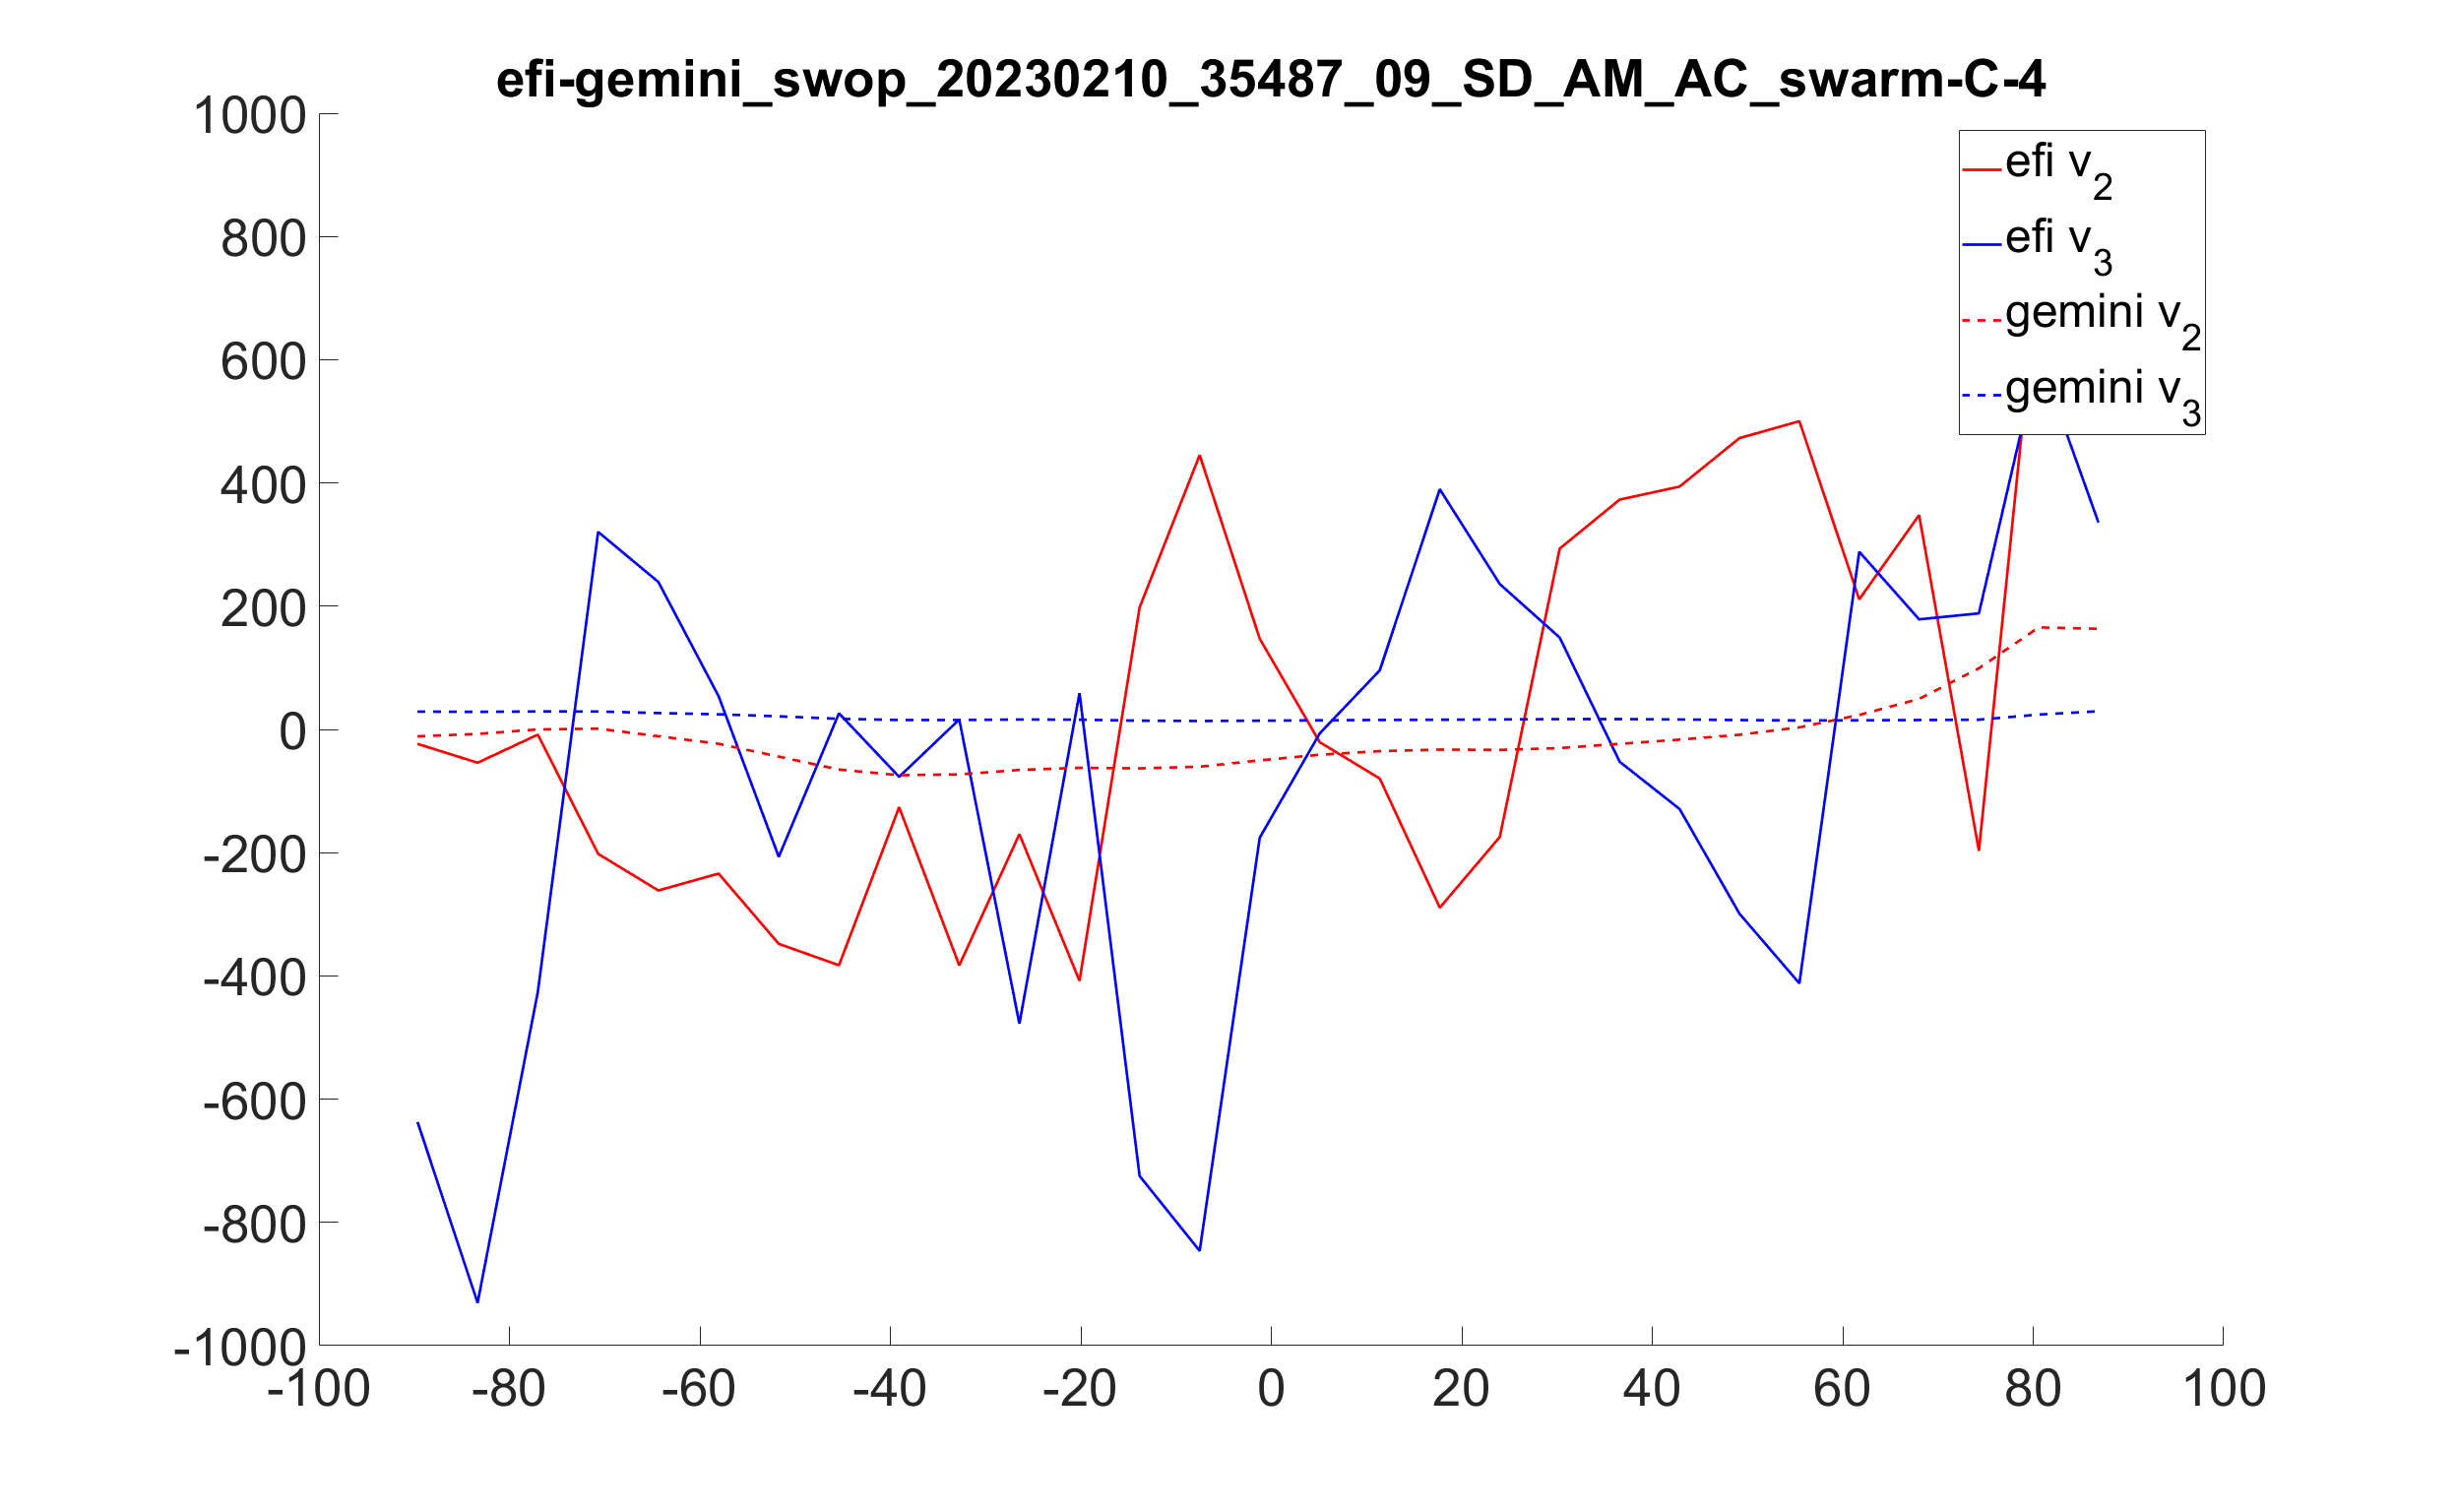 efi-gemini_swop_20230210_35487_09_SD_AM_AC_swarm-C-4
1000
800
600
400
200
0
-200
-400
-600
-800
-1000
-100 -80 -60 -40 -20 0 20 40 60 80 100
efi v2
efi v3
gemini v2
gemini v3